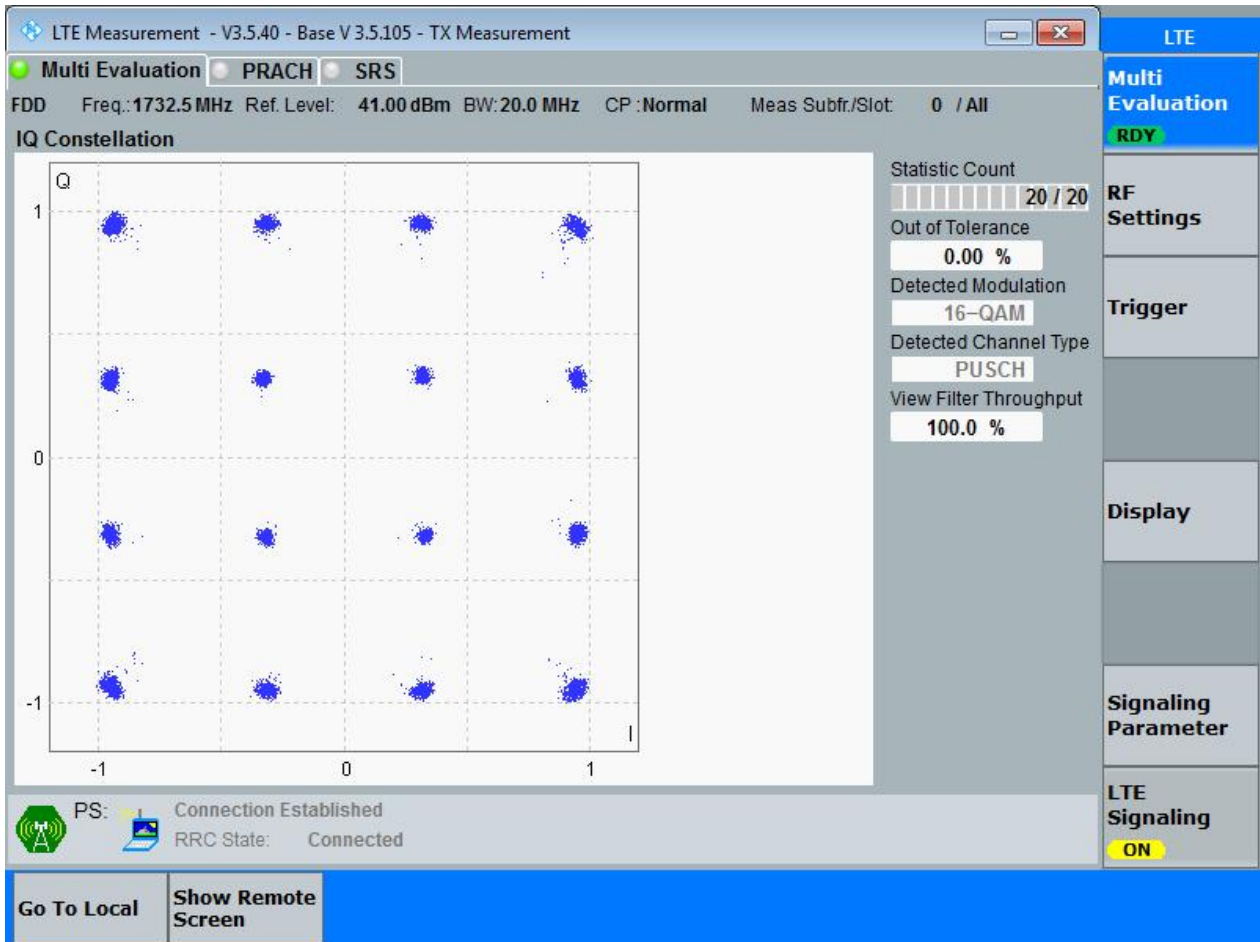 LTE Measurement - V3.5.40 - Base V 3.5.105 - TX Measurement
LTE
Multi Evaluation PRACH SRS
FDD Freq.: 1732.5 MHz Ref. Level: 41.00 dBm BW: 20.0 MHz CP : Normal Meas Subfr./Slot: 0 / All
IQ Constellation
Q
1
0
-1
I
-1 0 1
Statistic Count
20 / 20
Out of Tolerance
0.00 %
Detected Modulation
16-QAM
Detected Channel Type
PUSCH
View Filter Throughput
100.0 %
Multi
Evaluation
RDY
RF
Settings
Trigger
Display
Signaling
Parameter
LTE
Signaling
ON
PS: Connection Established
RRC State: Connected
Go To Local
Show Remote
Screen